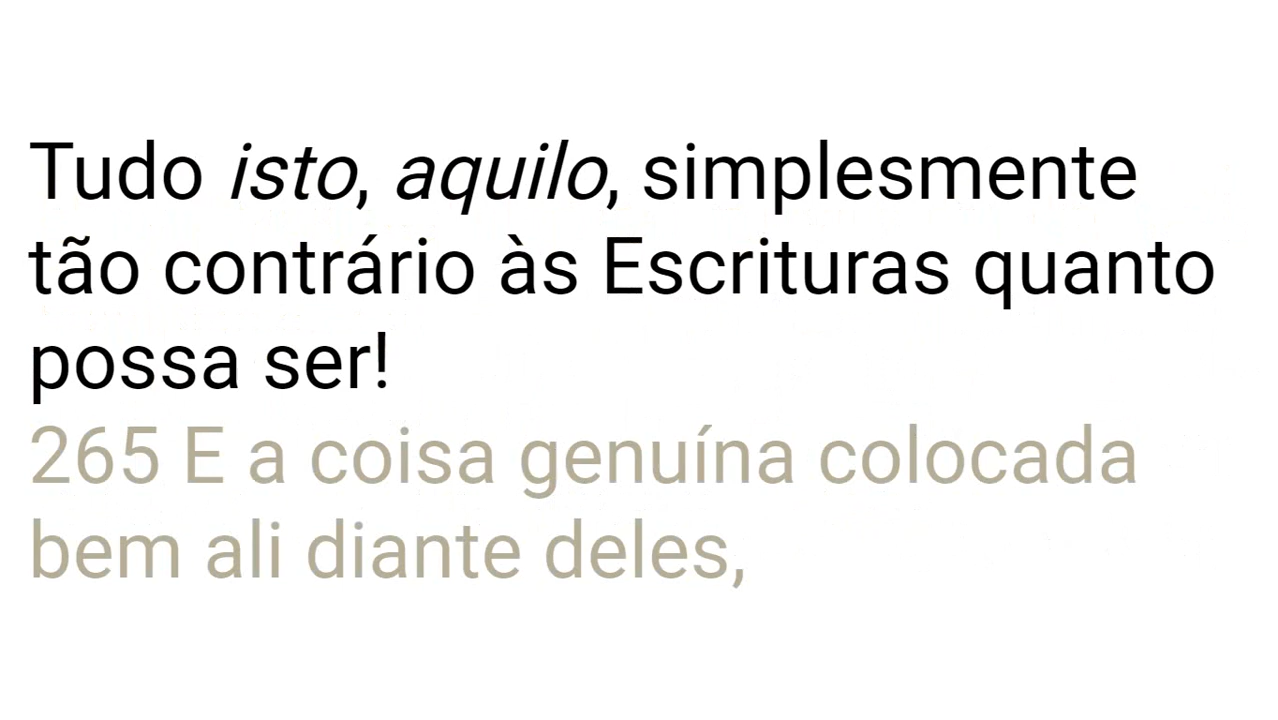 Tudo isto, aquilo, simplesmente
tão contrário às Escrituras quanto
possa ser!
265 E a coisa genuína colocada
bem ali diante deles,